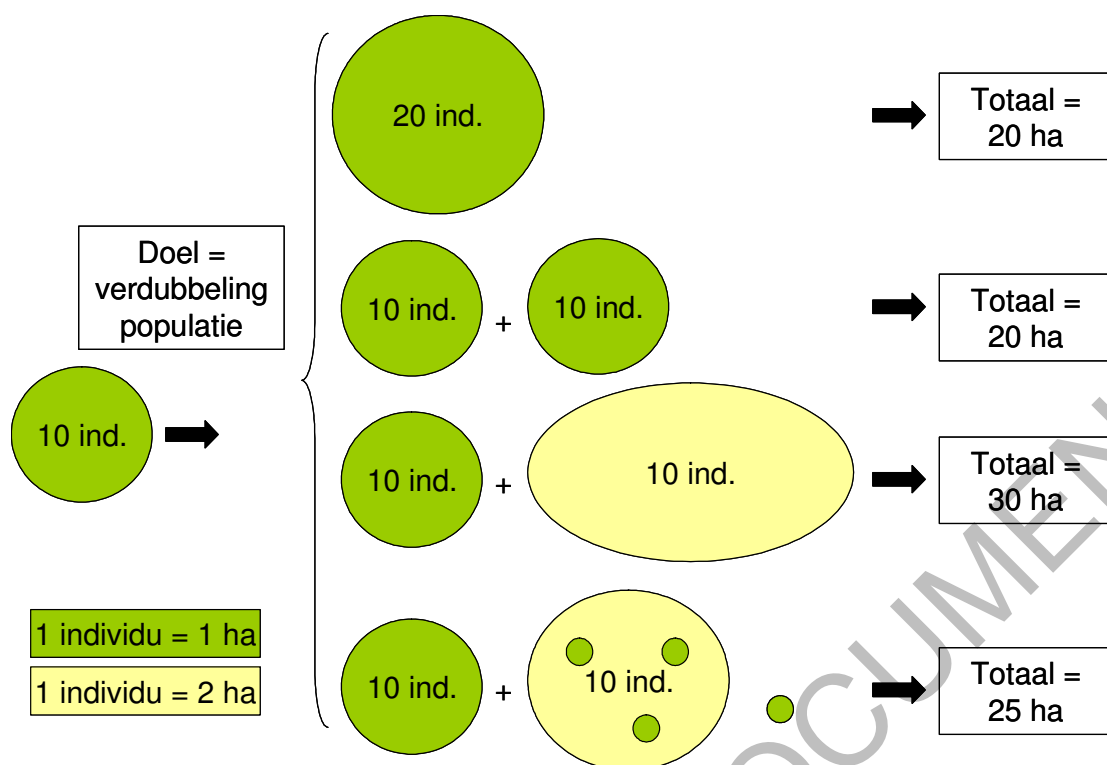 20 ind.
Totaal =
20 ha
Doel =
verdubbeling
populatie
10 ind.
+
10 ind.
Totaal =
20 ha
10 ind.
10 ind.
+
10 ind.
Totaal =
30 ha
1 individu = 1 ha
1 individu = 2 ha
10 ind.
+
10 ind.
Totaal =
25 ha
OCUMEN